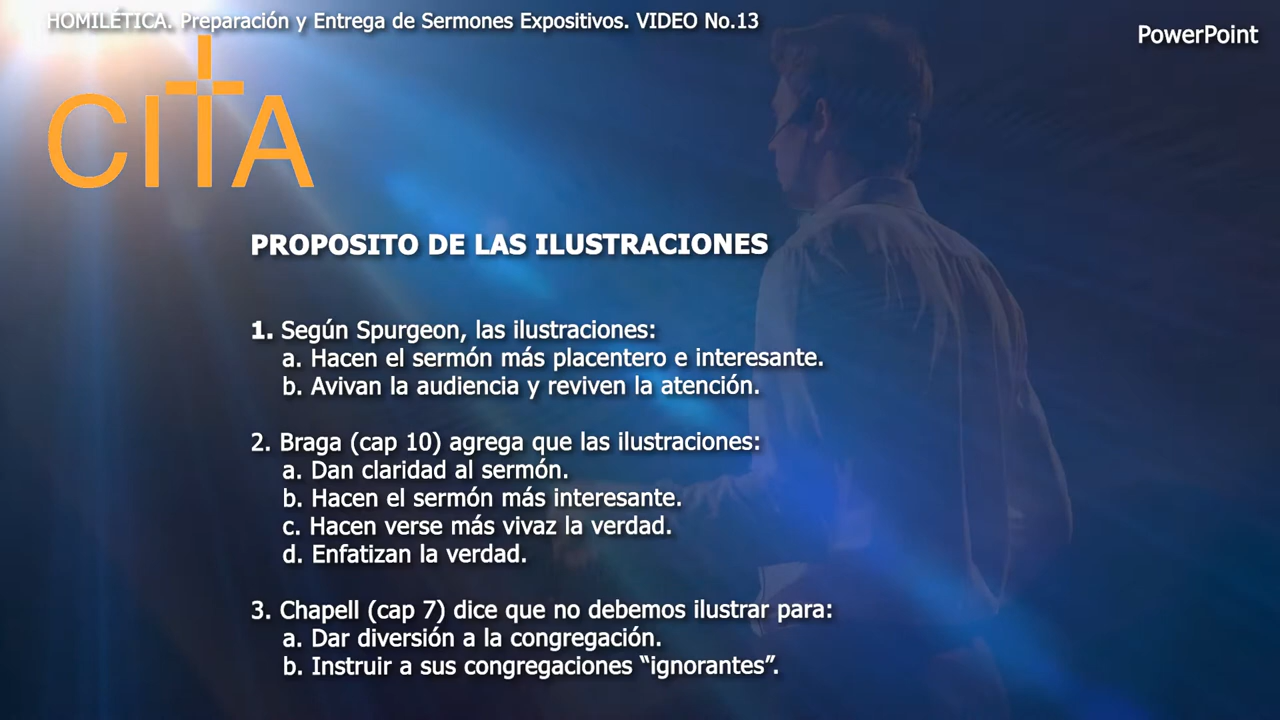 HOMILÉTICA. Preparación y Entrega de Sermones Expositivos. VIDEO No.13
PowerPoint
CITA
PROPOSITO DE LAS ILUSTRACIONES
1. Según Spurgeon, las ilustraciones:
a. Hacen el sermón más placentero e interesante.
b. Avivan la audiencia y reviven la atención.
2. Braga (cap 10) agrega que las ilustraciones:
a. Dan claridad al sermón.
b. Hacen el sermón más interesante.
c. Hacen verse más vivaz la verdad.
d. Enfatizan la verdad.
3. Chapell (cap 7) dice que no debemos ilustrar para:
a. Dar diversión a la congregación.
b. Instruir a sus congregaciones “ignorantes”.